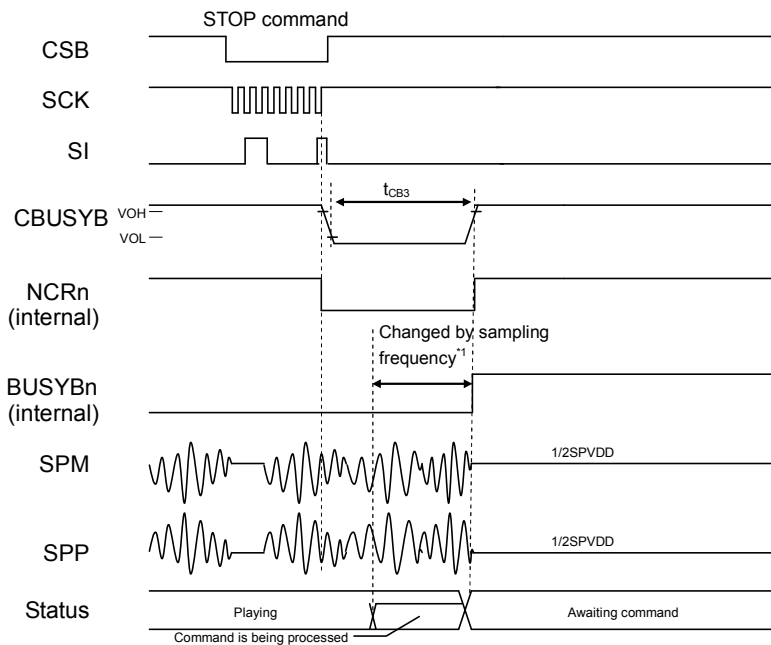 STOP command
CSB
SCK
SI
tCB3
CBUSYB
VOH
VOL
NCRn
(internal)
Changed by sampling
frequency*1
BUSYBn
(internal)
SPM
1/2SPVDD
SPP
1/2SPVDD
Status
Playing
Awaiting command
Command is being processed